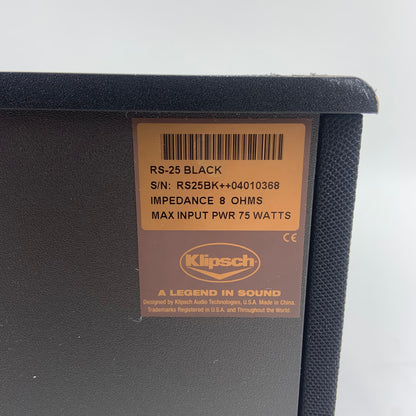 RS-25 BLACK
S/N: RS25BK++04010368
IMPEDANCE 8 OHMS
MAX INPUT PWR 75 WATTS
CE
Klipsch
A LEGEND IN SOUND
Designed by Klipsch Audio Technologies, U.S.A. Made in China.
Trademarks Registered in U.S.A. and Throughout the World.